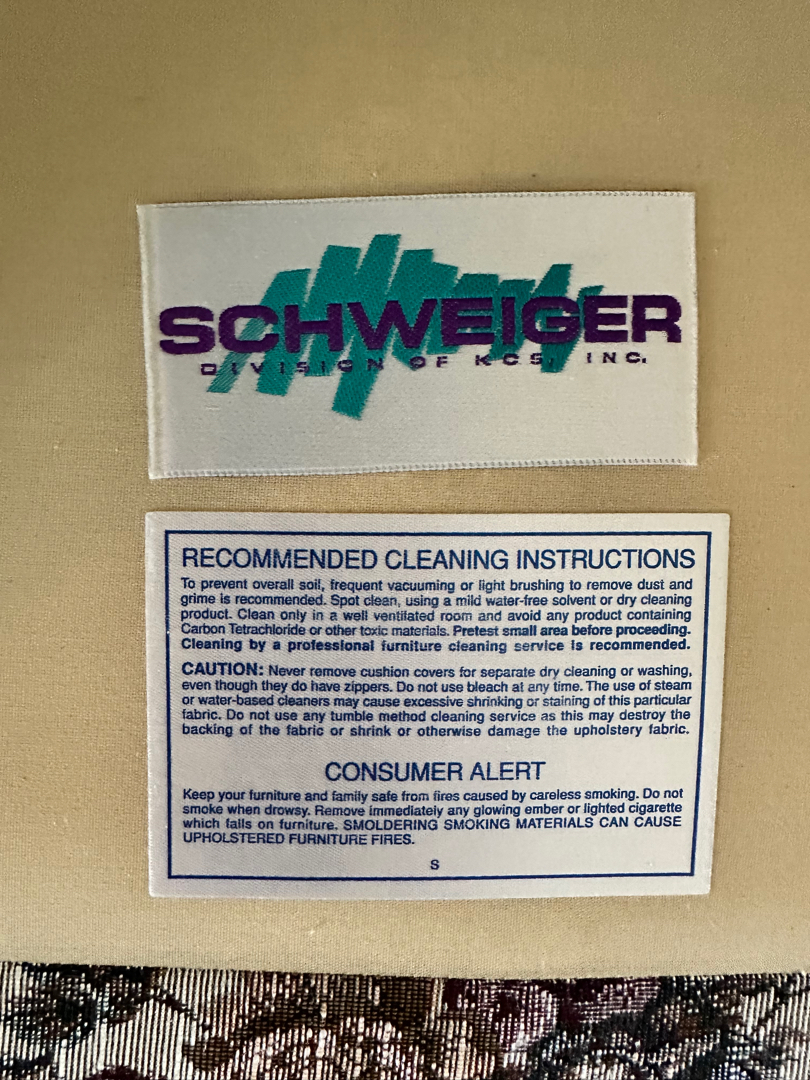 SCHWEIGER
DIVISION OF KCS, INC.
RECOMMENDED CLEANING INSTRUCTIONS
To prevent overall soil, frequent vacuuming or light brushing to remove dust and
grime is recommended. Spot clean, using a mild water-free solvent or dry cleaning
product. Clean only in a well ventilated room and avoid any product containing
Carbon Tetrachloride or other toxic materials. Pretest small area before proceeding.
Cleaning by a professional furniture cleaning service is recommended.
CAUTION: Never remove cushion covers for separate dry cleaning or washing,
even though they do have zippers. Do not use bleach at any time. The use of steam
or water-based cleaners may cause excessive shrinking or staining of this particular
fabric. Do not use any tumble method cleaning service as this may destroy the
backing of the fabric or shrink or otherwise damage the upholstery fabric.
CONSUMER ALERT
Keep your furniture and family safe from fires caused by careless smoking. Do not
smoke when drowsy. Remove immediately any glowing ember or lighted cigarette
which falls on furniture. SMOLDERING SMOKING MATERIALS CAN CAUSE
UPHOLSTERED FURNITURE FIRES.
S